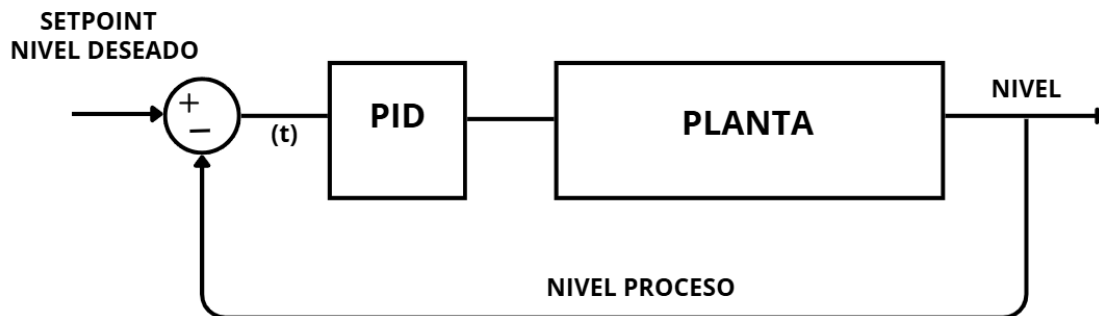 SETPOINT
NIVEL DESEADO
+
−
(t)
PID
PLANTA
NIVEL
NIVEL PROCESO